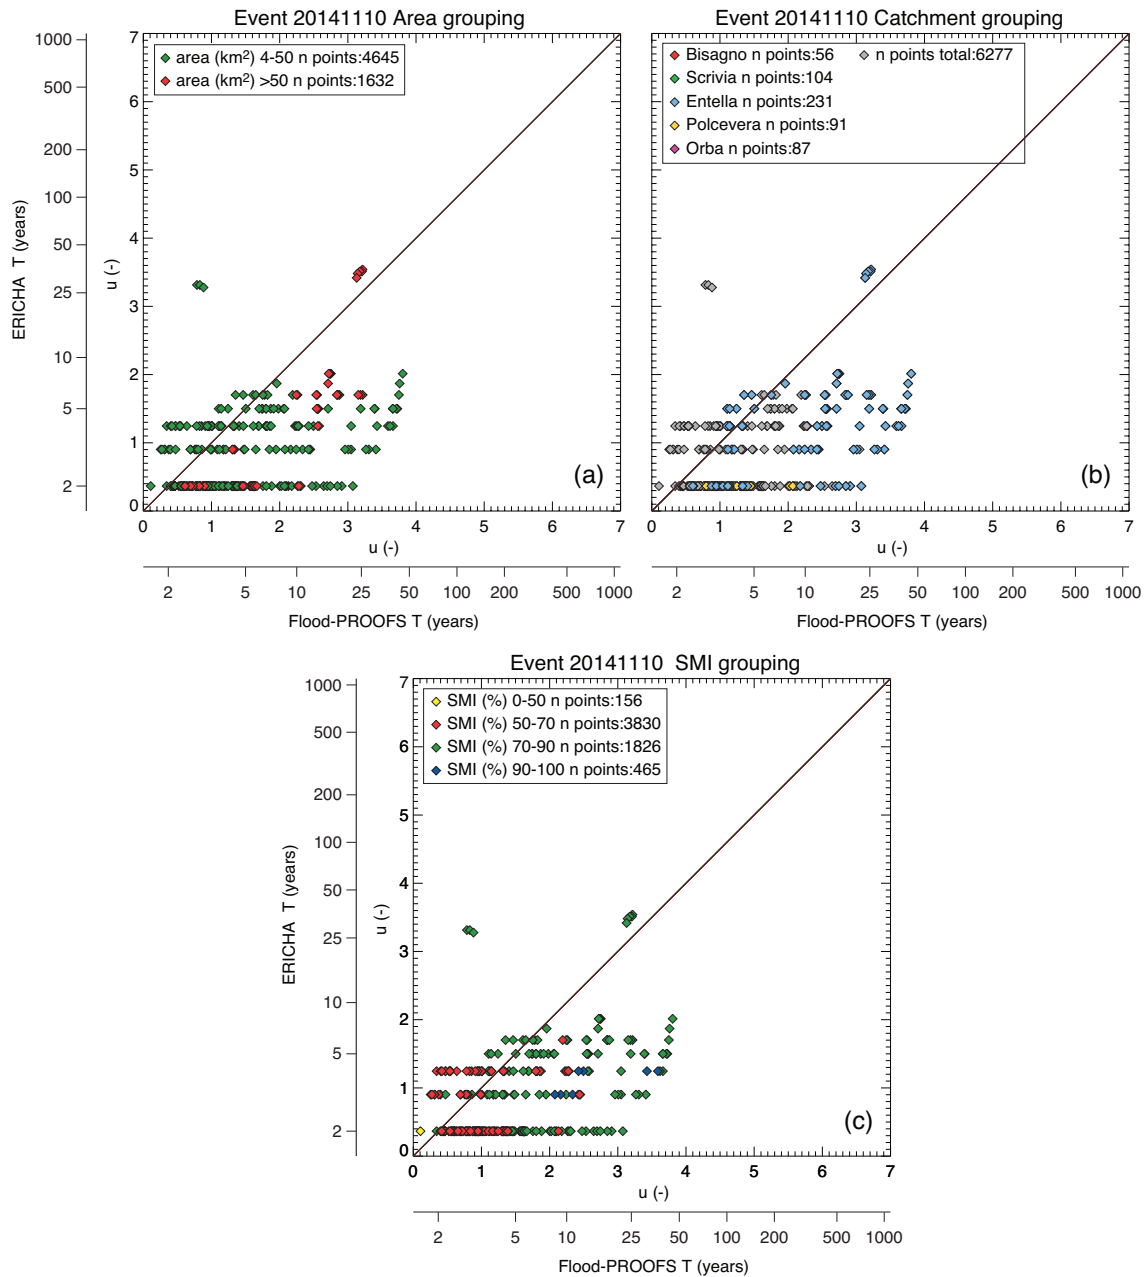 Event 20141110 Area grouping
area (km²) 4-50 n points:4645
area (km²) >50 n points:1632
ERICHA T (years)
1000
500
200
100
50
25
10
5
2
u (-)
7
6
5
4
3
2
1
0
(a)
0 1 2 3 4 5 6 7
u (-)
2 5 10 25 50 100 200 500 1000
Flood-PROOFS T (years)
Event 20141110 Catchment grouping
Bisagno n points:56
Scrivia n points:104
Entella n points:231
Polcevera n points:91
Orba n points:87
n points total:6277
(b)
0 1 2 3 4 5 6 7
u (-)
2 5 10 25 50 100 200 500 1000
Flood-PROOFS T (years)
Event 20141110 SMI grouping
SMI (%) 0-50 n points:156
SMI (%) 50-70 n points:3830
SMI (%) 70-90 n points:1826
SMI (%) 90-100 n points:465
ERICHA T (years)
1000
500
200
100
50
25
10
5
2
u (-)
7
6
5
4
3
2
1
0
(c)
0 1 2 3 4 5 6 7
u (-)
2 5 10 25 50 100 200 500 1000
Flood-PROOFS T (years)